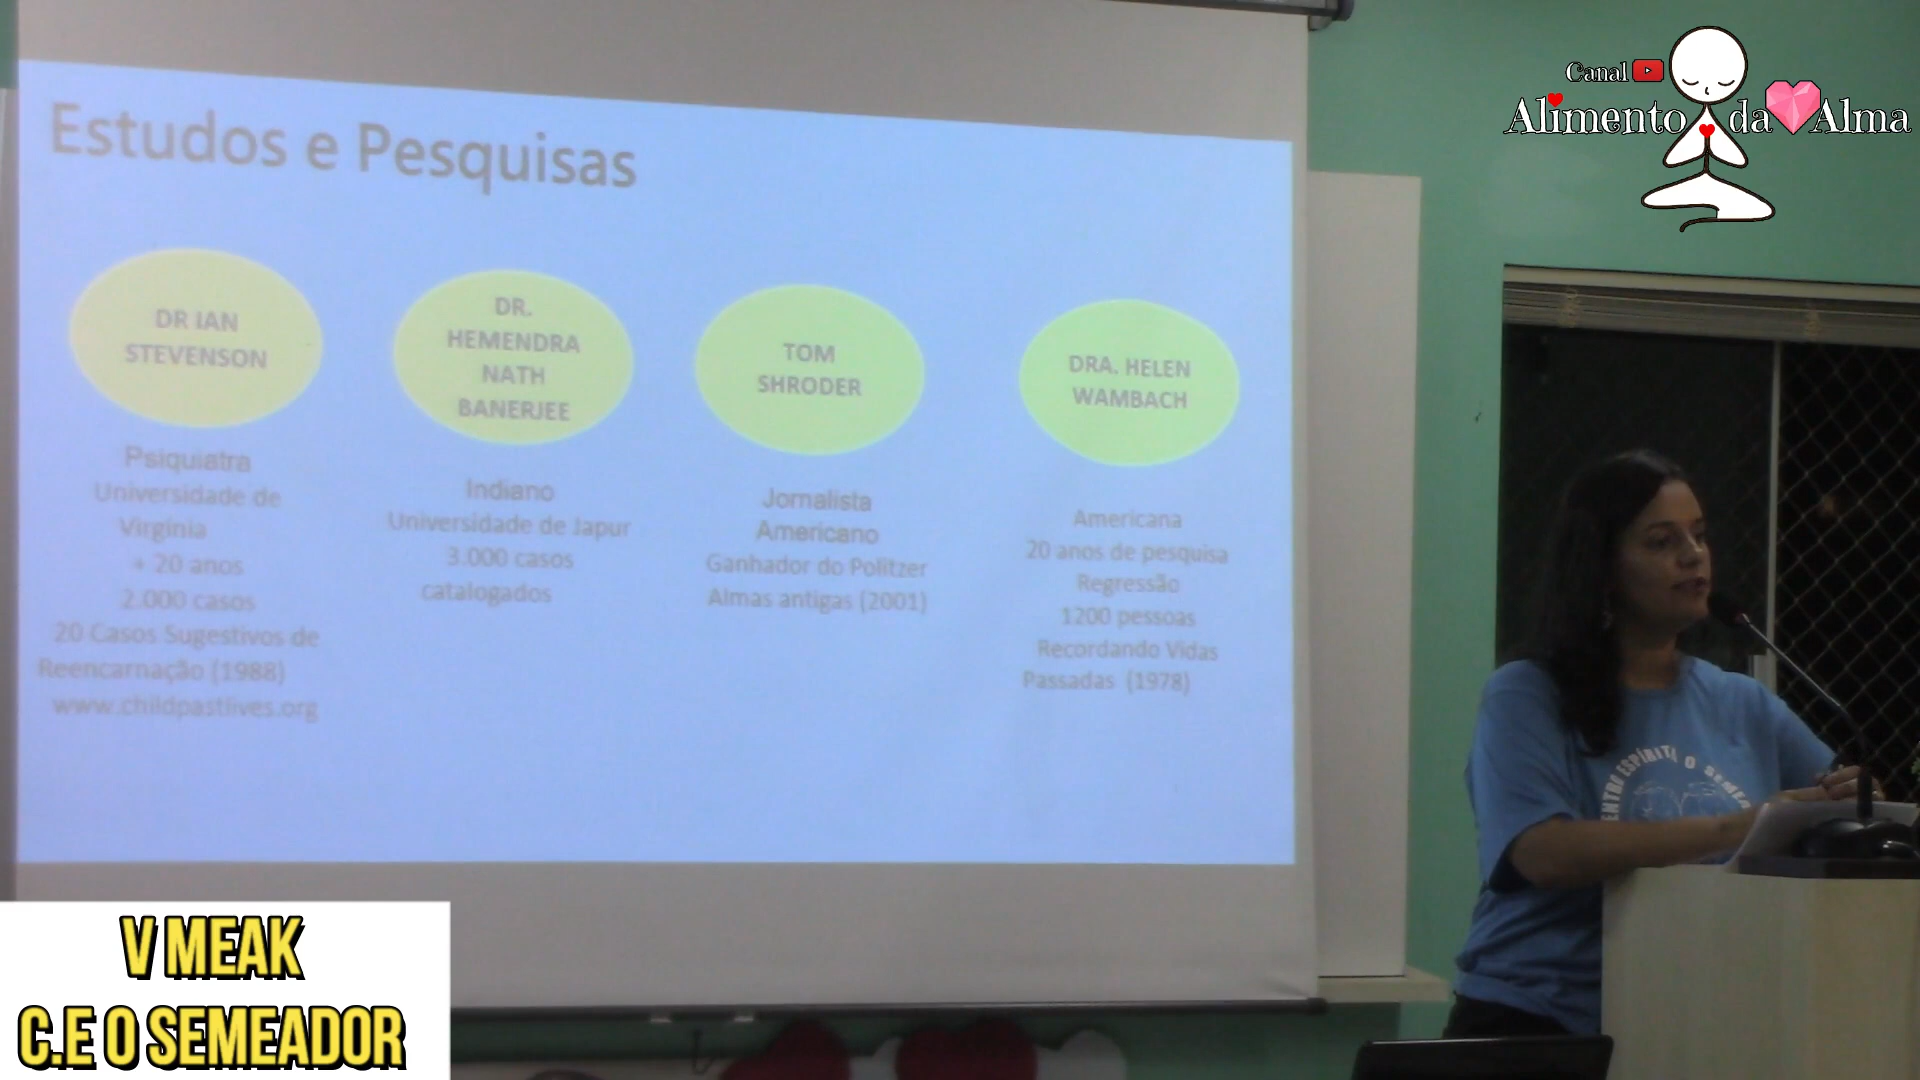 Estudos e Pesquisas
DR IAN
STEVENSON
Psiquiatra
Universidade de
Virginia
+ 20 anos
2.000 casos
20 Casos Sugestivos de
Reencarnação (1988)
www.childpastlives.org
DR.
HEMENDRA
NATH
BANERJEE
Indiano
Universidade de Japur
3.000 casos
catalogados
TOM
SHRODER
Jornalista
Americano
Ganhador do Politzer
Almas antigas (2001)
DRA. HELEN
WAMBACH
Americana
20 anos de pesquisa
Regressão
1200 pessoas
Recordando Vidas
Passadas (1978)
Canal
Alimento da Alma
ESPÍRITA O
V MEAK
C.E O SEMEADOR